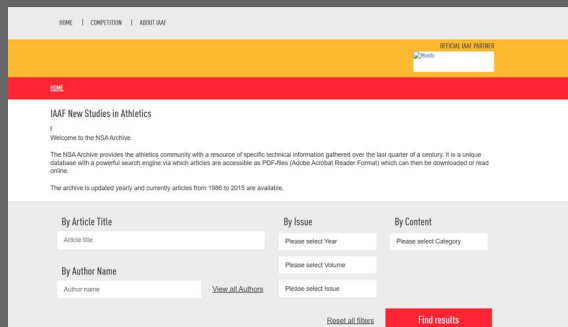 HOME | COMPETITION | ABOUT IAAF
OFFICIAL IAAF PARTNER
Mondo
HOME
IAAF New Studies in Athletics
F
Welcome to the NSA Archive.
The NSA Archive provides the athletics community with a resource of specific technical information gathered over the last quarter of a century. It is a unique
database with a powerful search engine via which articles are accessible as PDF-files (Adobe Acrobat Reader Format) which can then be downloaded or read
online.
The archive is updated yearly and currently articles from 1986 to 2015 are available.
By Article Title
Article title
By Author Name
Author name
View all Authors
By Issue
Please select Year
Please select Volume
Please select Issue
By Content
Please select Category
Reset all filters
Find results